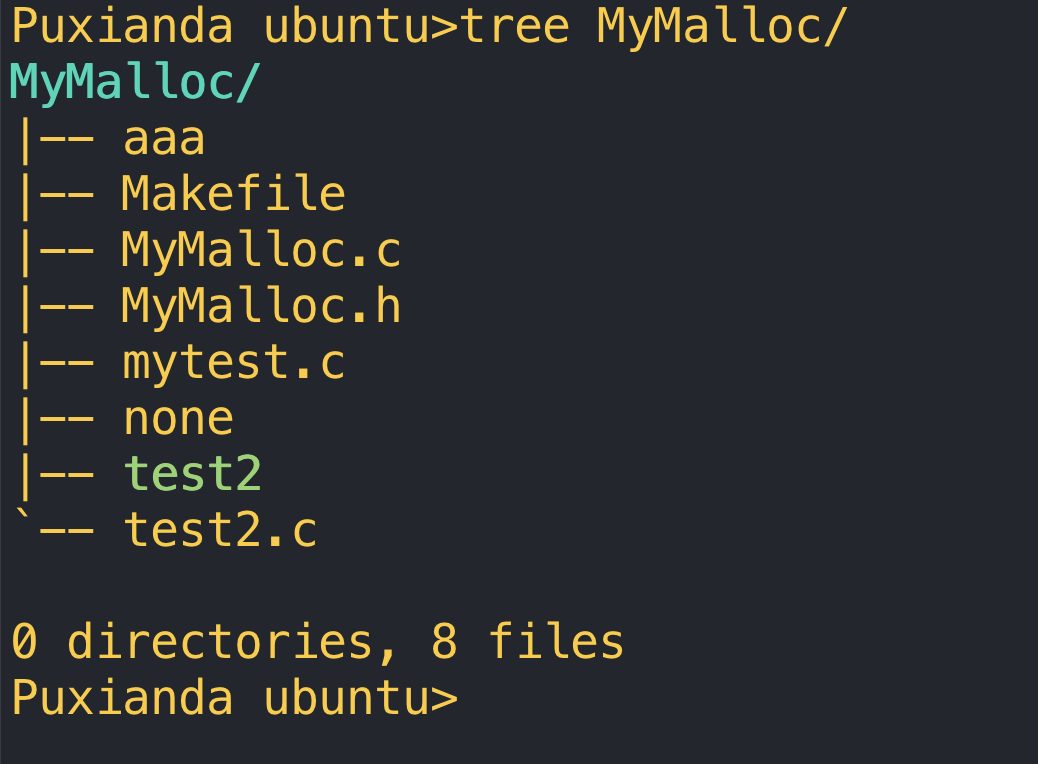 Puxianda ubuntu>tree MyMalloc/
MyMalloc/
|-- aaa
|-- Makefile
|-- MyMalloc.c
|-- MyMalloc.h
|-- mytest.c
|-- none
|-- test2
`-- test2.c
0 directories, 8 files
Puxianda ubuntu>